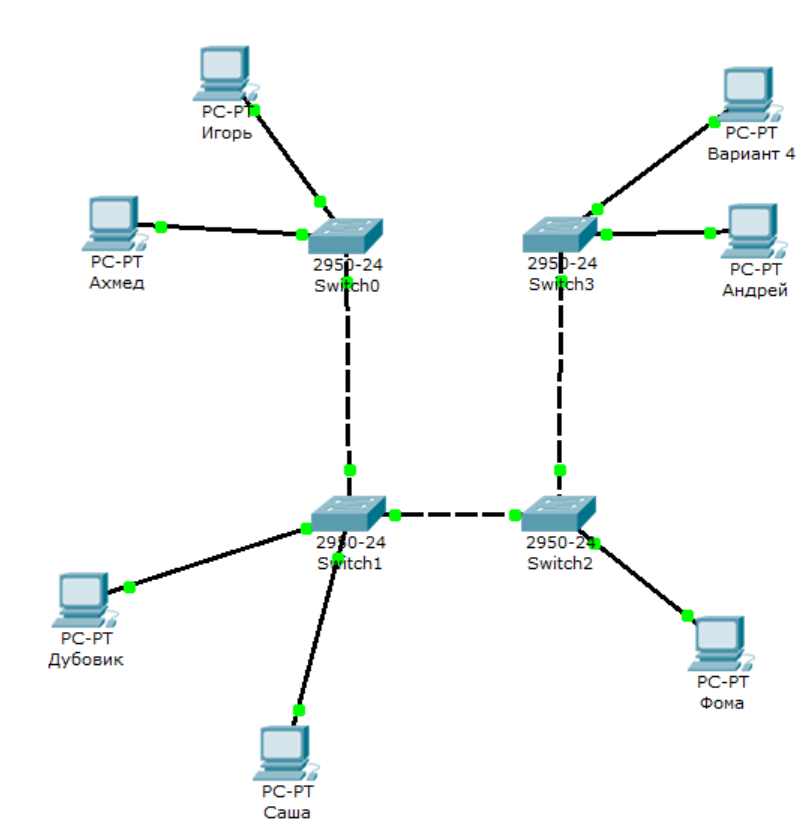 PC-PT
Игорь
PC-PT
Вариант 4
PC-PT
Ахмед
2950-24
Switch0
2950-24
Switch3
PC-PT
Андрей
2950-24
Switch1
2950-24
Switch2
PC-PT
Дубовик
PC-PT
Фома
PC-PT
Саша